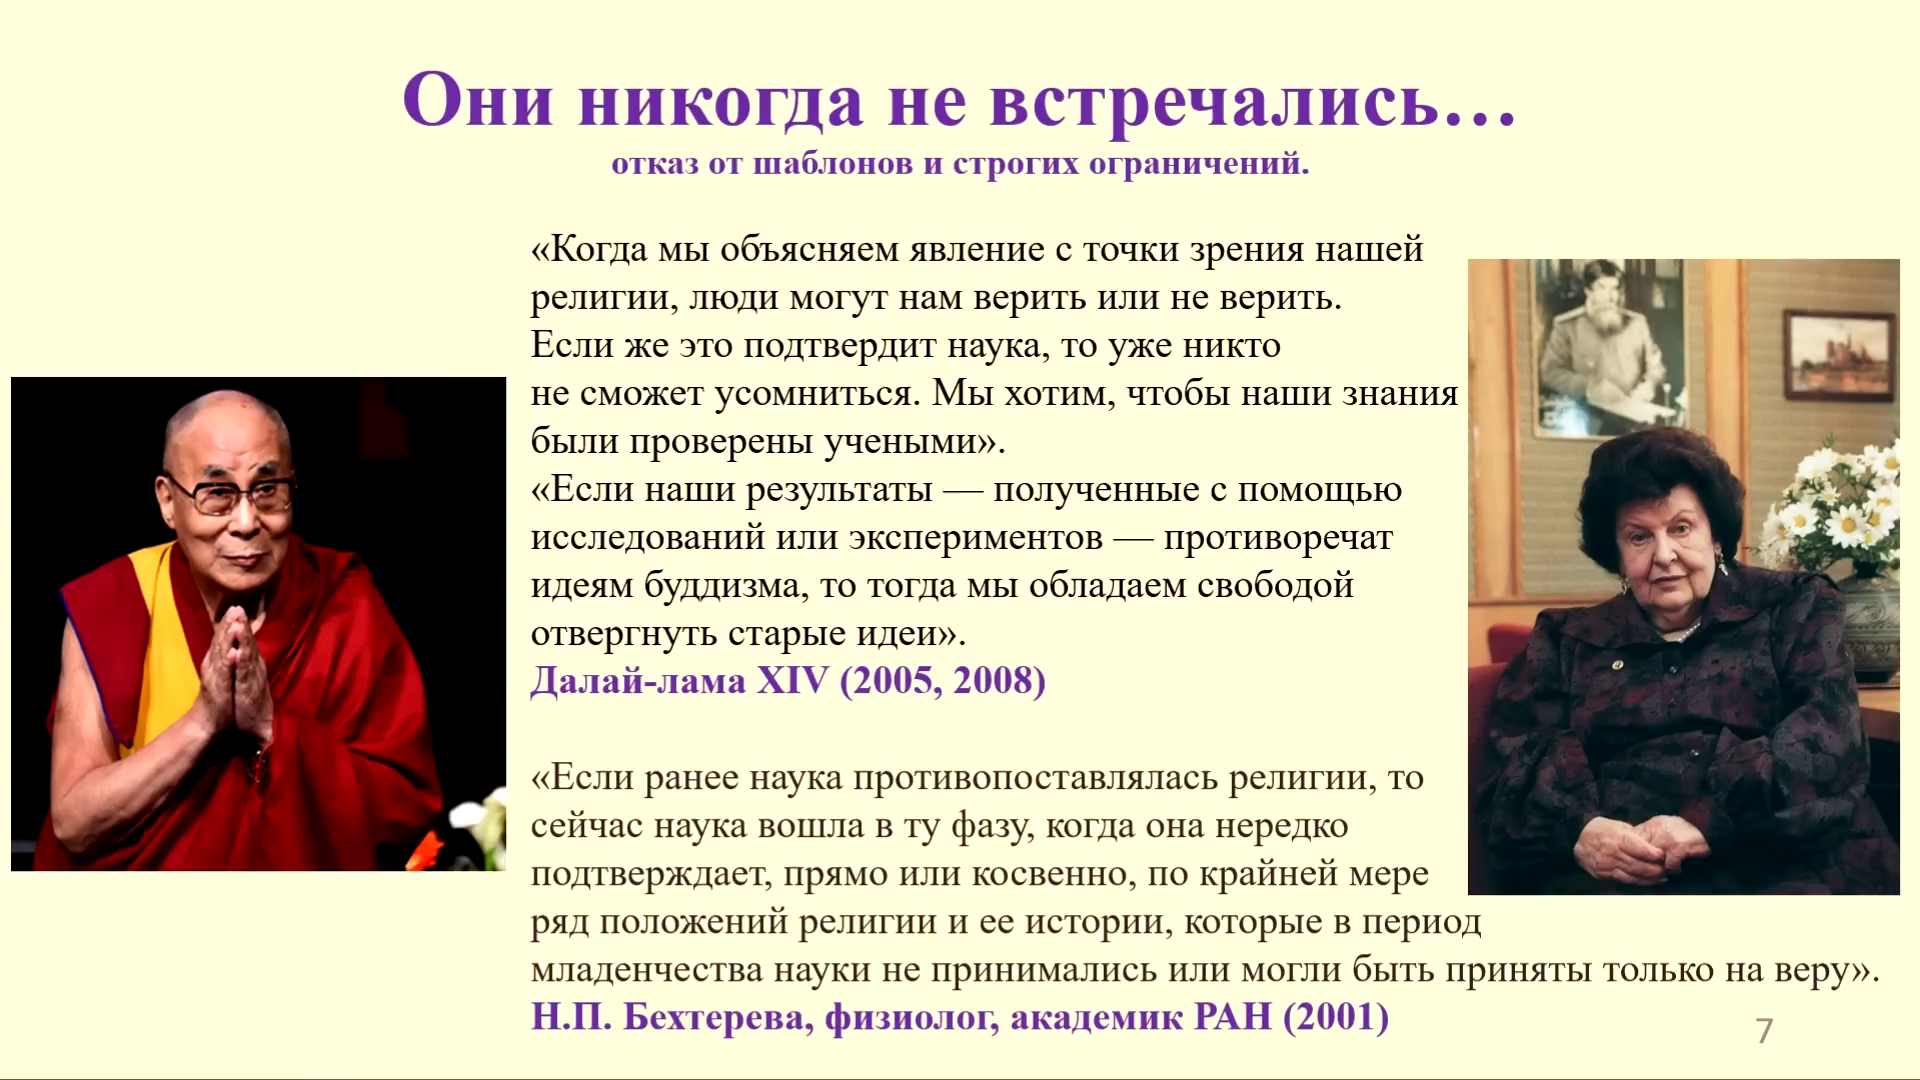 Они никогда не встречались…
отказ от шаблонов и строгих ограничений.
«Когда мы объясняем явление с точки зрения нашей
религии, люди могут нам верить или не верить.
Если же это подтвердит наука, то уже никто
не сможет усомниться. Мы хотим, чтобы наши знания
были проверены учеными».
«Если наши результаты — полученные с помощью
исследований или экспериментов — противоречат
идеям буддизма, то тогда мы обладаем свободой
отвергнуть старые идеи».
Далай-лама XIV (2005, 2008)
«Если ранее наука противопоставлялась религии, то
сейчас наука вошла в ту фазу, когда она нередко
подтверждает, прямо или косвенно, по крайней мере
ряд положений религии и ее истории, которые в период
младенчества науки не принимались или могли быть приняты только на веру».
Н.П. Бехтерева, физиолог, академик РАН (2001)
7